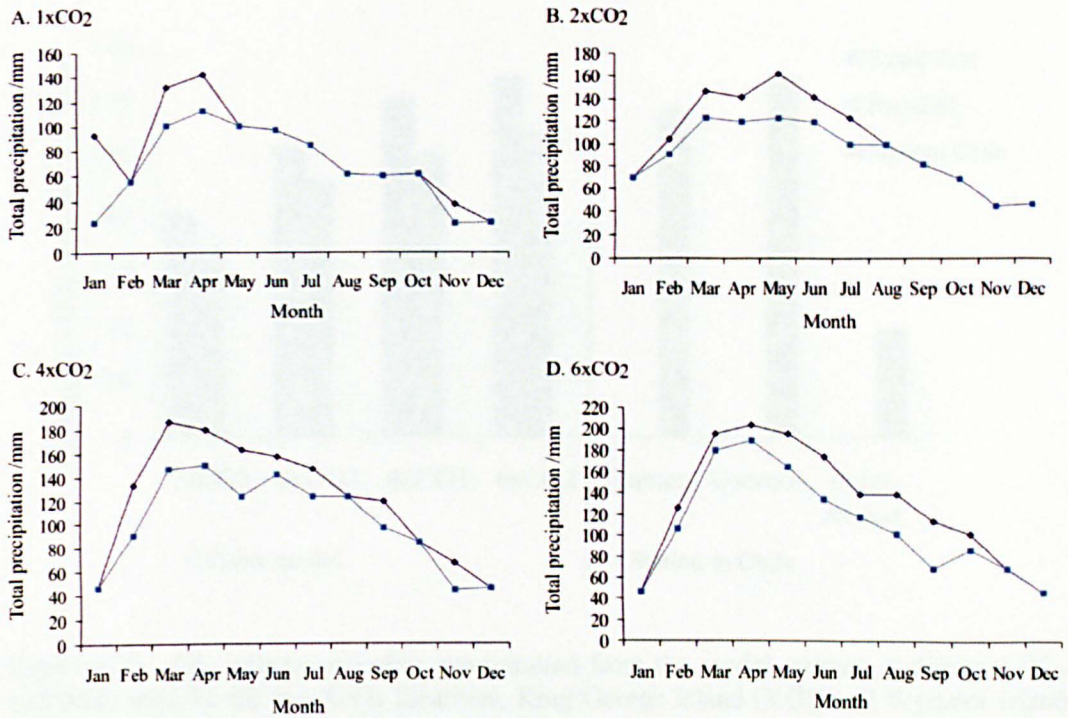 A. 1xCO2
Total precipitation /mm
160
140
120
100
80
60
40
20
0
Jan Feb Mar Apr May Jun Jul Aug Sep Oct Nov Dec
Month
B. 2xCO2
Total precipitation /mm
180
160
140
120
100
80
60
40
20
0
Jan Feb Mar Apr May Jun Jul Aug Sep Oct Nov Dec
Month
C. 4xCO2
Total precipitation /mm
200
180
160
140
120
100
80
60
40
20
0
Jan Feb Mar Apr May Jun Jul Aug Sep Oct Nov Dec
Month
D. 6xCO2
Total precipitation /mm
220
200
180
160
140
120
100
80
60
40
20
0
Jan Feb Mar Apr May Jun Jul Aug Sep Oct Nov Dec
Month